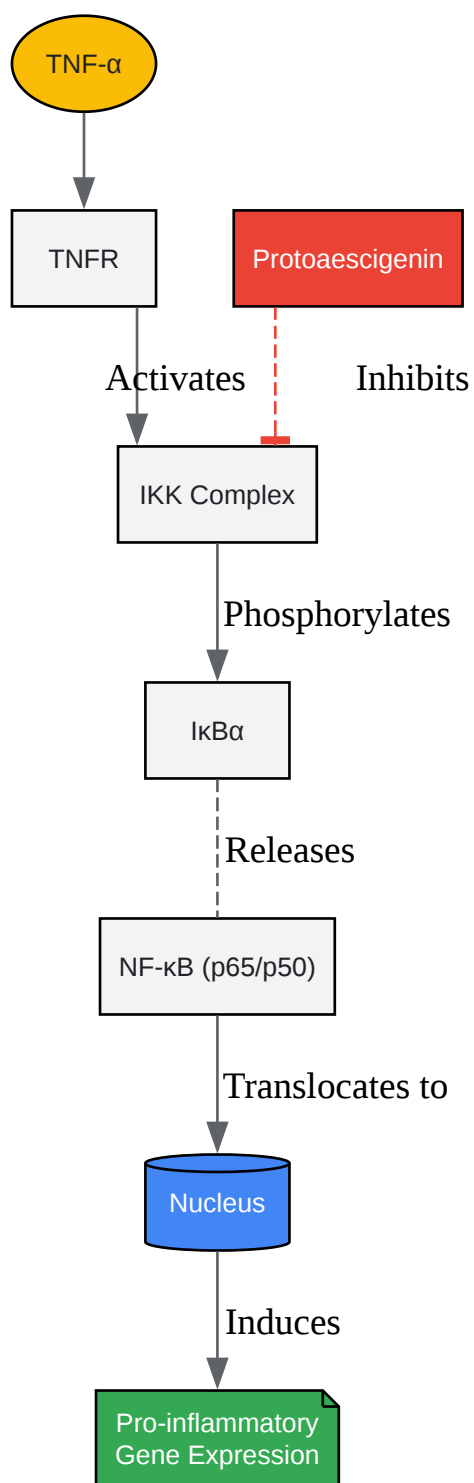 TNF-α
TNFR
Protoaescigenin
Activates
Inhibits
IKK Complex
Phosphorylates
IκBα
Releases
NF-κB (p65/p50)
Translocates to
Nucleus
Induces
Pro-inflammatory
Gene Expression